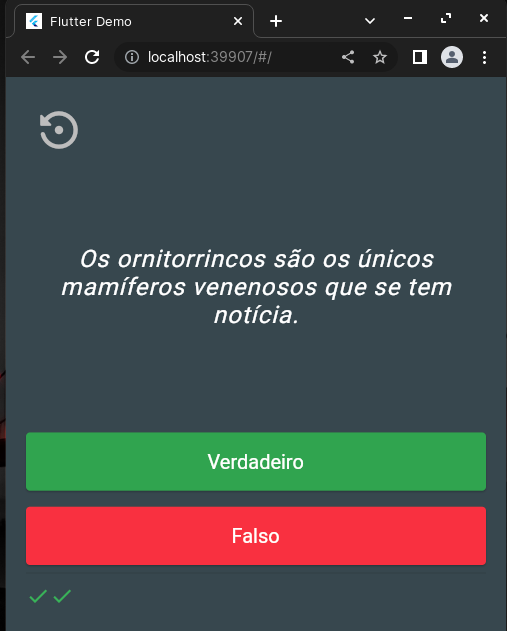 Flutter Demo
localhost:39907/#/
Os ornitorrincos são os únicos
mamíferos venenosos que se tem
notícia.
Verdadeiro
Falso